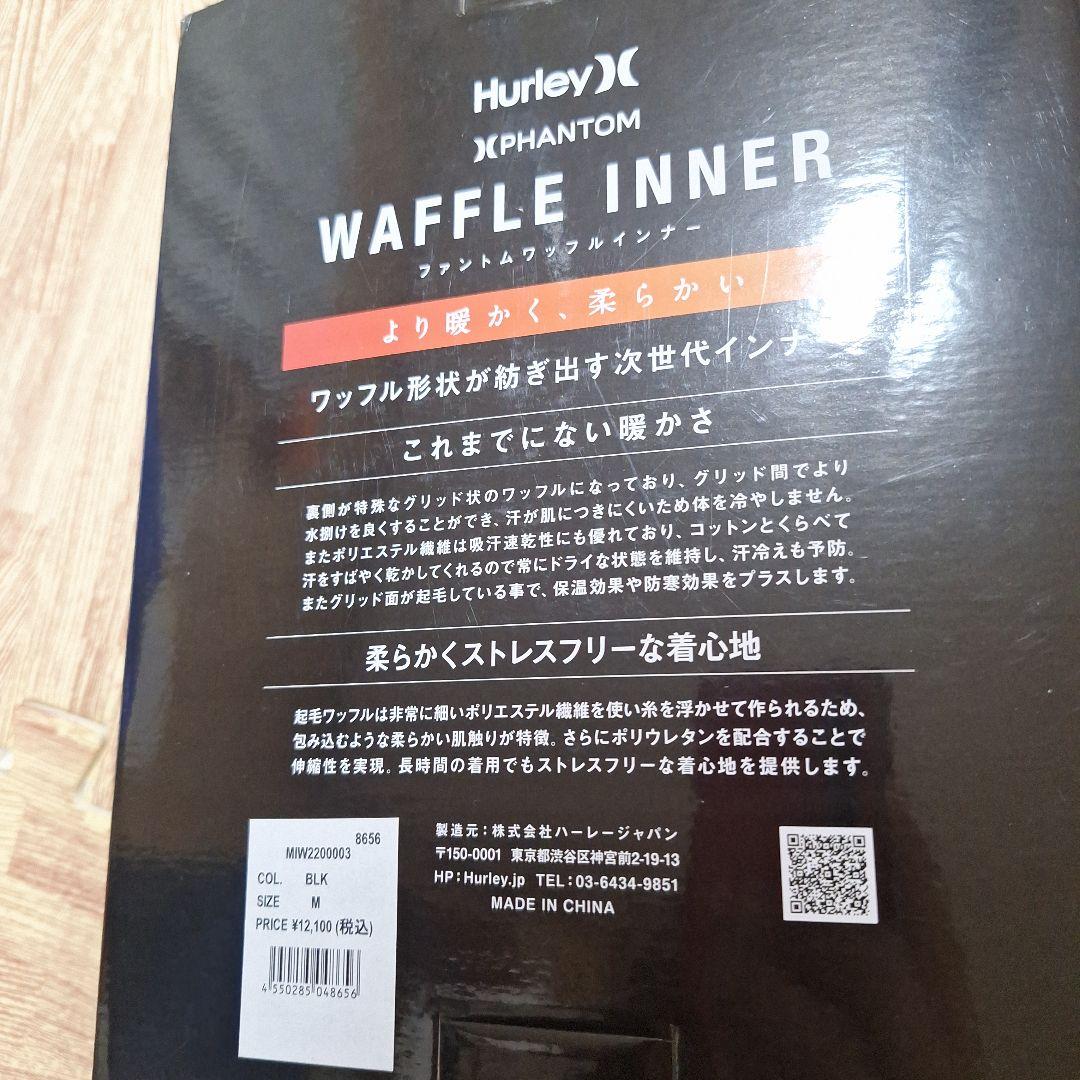 Hurley
PHANTOM
WAFFLE INNER
ファントムワッフルインナー
より暖かく、柔らかい
ワッフル形状が紡ぎ出す次世代インナ
これまでにない暖かさ
裏側が特殊なグリッド状のワッフルになっており、グリッド間でより
水捌けを良くすることができ、汗が肌につきにくいため体を冷やしません。
またポリエステル繊維は吸汗速乾性にも優れており、コットンとくらべて
汗をすばやく乾かしてくれるので常にドライな状態を維持し、汗冷えも予防。
またグリッド面が起毛している事で、保温効果や防寒効果をプラスします。
柔らかくストレスフリーな着心地
起毛ワッフルは非常に細いポリエステル繊維を使い糸を浮かせて作られるため、
包み込むような柔らかい肌触りが特徴。さらにポリウレタンを配合することで
伸縮性を実現。長時間の着用でもストレスフリーな着心地を提供します。
製造元：株式会社ハーレージャパン
〒150-0001 東京都渋谷区神宮前2-19-13
HP：Hurley.jp TEL：03-6434-9851
MADE IN CHINA
8656
MIW2200003
COL. BLK
SIZE M
PRICE ¥12,100 (税込)
4 550285 048656